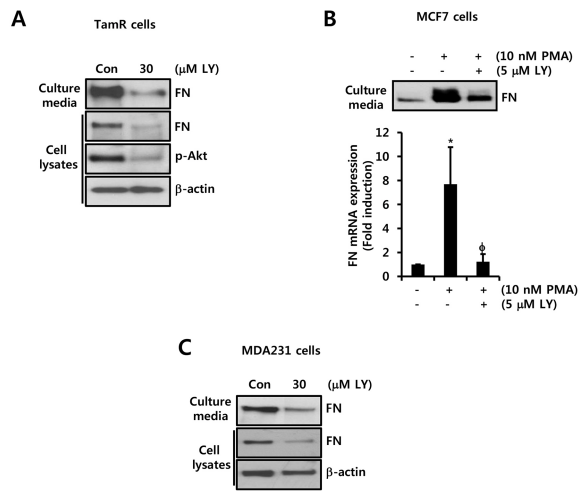 A
TamR cells
Con 30 (μM LY)
Culture media FN
FN
Cell lysates p-Akt
β-actin
B
MCF7 cells
- + + (10 nM PMA)
- - + (5 μM LY)
Culture media FN
FN mRNA expression
(Fold induction)
12
10
8
6
4
2
0
*
ϕ
- + + (10 nM PMA)
- - + (5 μM LY)
C
MDA231 cells
Con 30 (μM LY)
Culture media FN
Cell lysates FN
β-actin